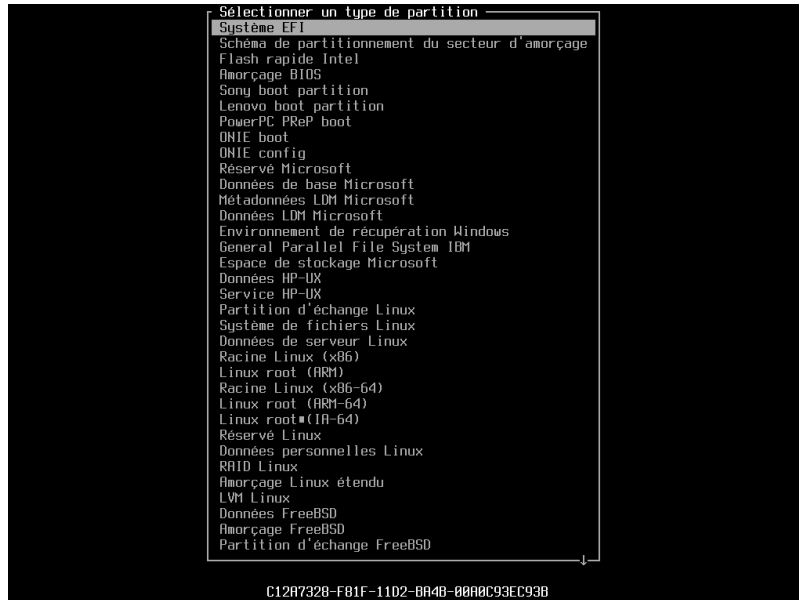 Sélectionner un type de partition
Système EFI
Schéma de partitionnement du secteur d'amorçage
Flash rapide Intel
Amorçage BIOS
Sony boot partition
Lenovo boot partition
PowerPC PReP boot
ONIE boot
ONIE config
Réservé Microsoft
Données de base Microsoft
Métadonnées LDM Microsoft
Données LDM Microsoft
Environnement de récupération Windows
General Parallel File System IBM
Espace de stockage Microsoft
Données HP-UX
Service HP-UX
Partition d'échange Linux
Système de fichiers Linux
Données de serveur Linux
Racine Linux (x86)
Linux root (ARM)
Racine Linux (x86-64)
Linux root (ARM-64)
Linux root▪(IA-64)
Réservé Linux
Données personnelles Linux
RAID Linux
Amorçage Linux étendu
LVM Linux
Données FreeBSD
Amorçage FreeBSD
Partition d'échange FreeBSD
↓
C12A7328-F81F-11D2-BA4B-00A0C93EC93B